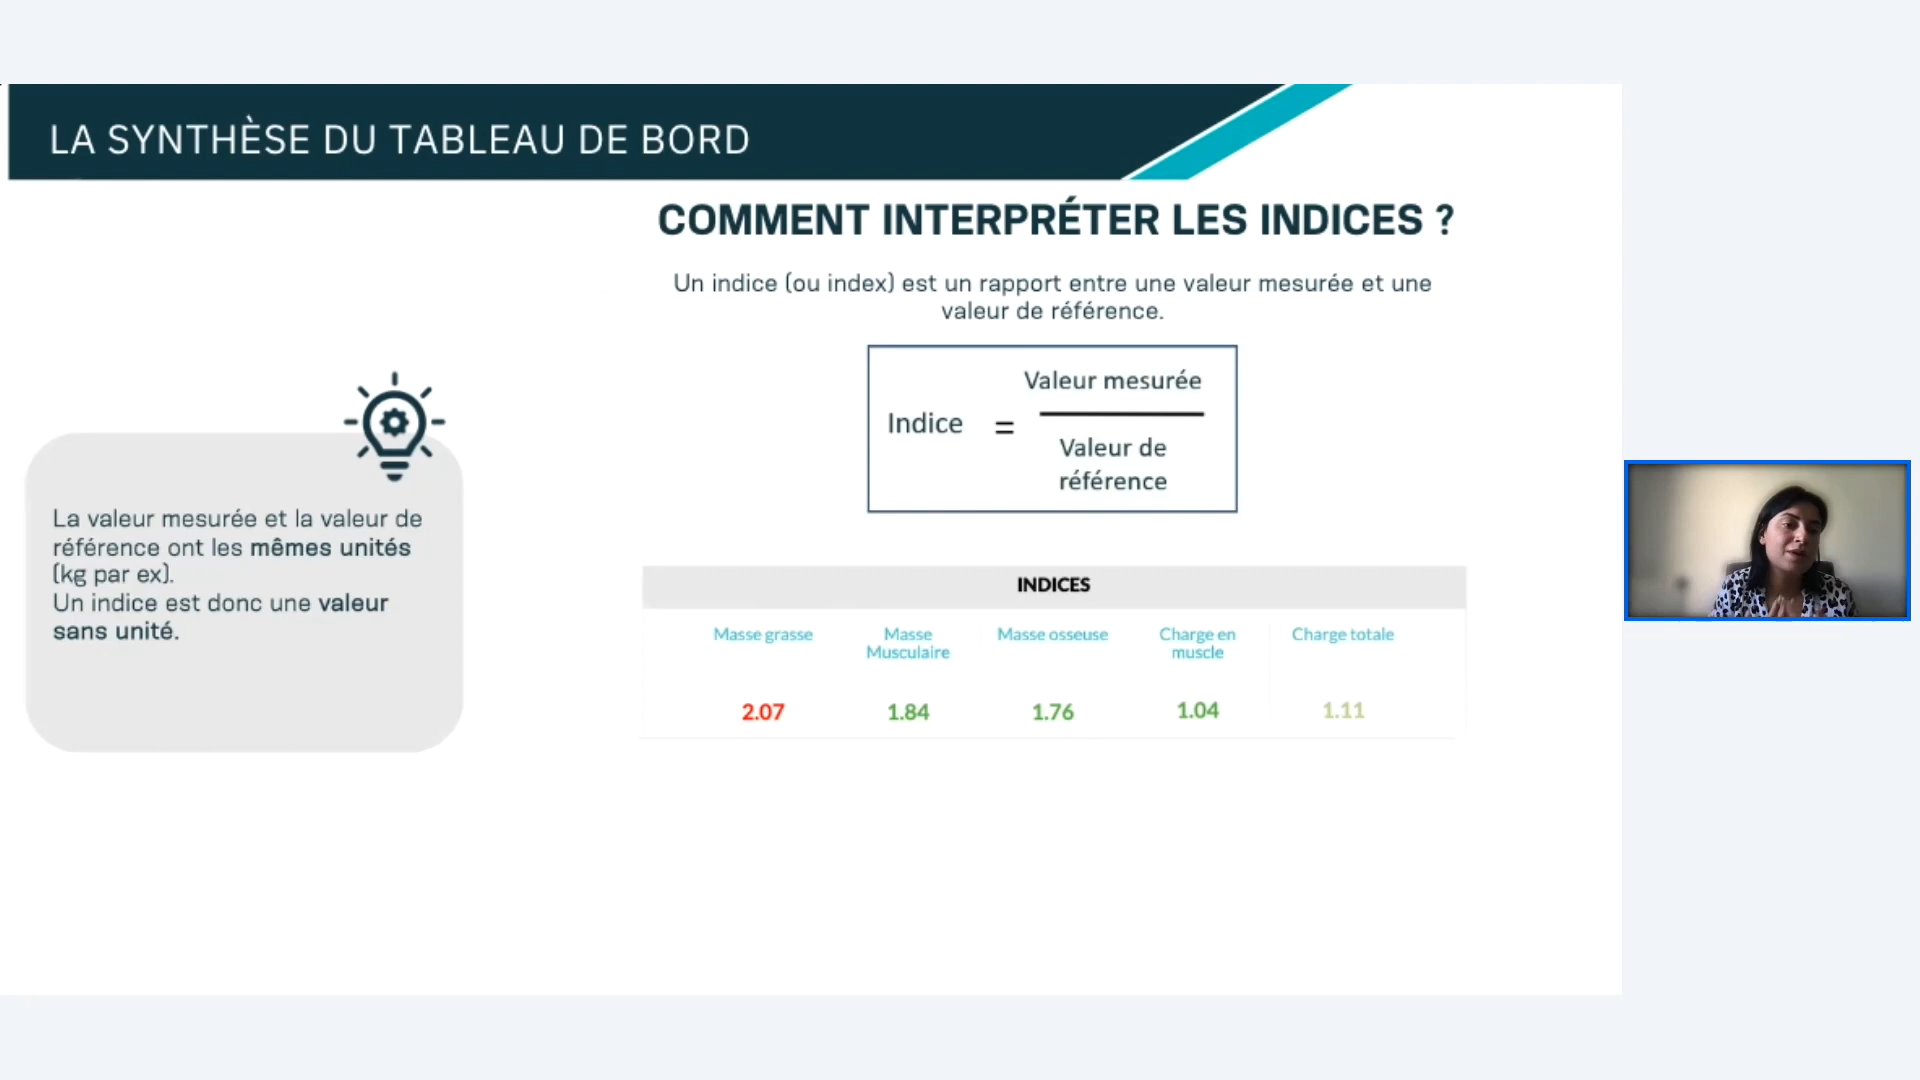 LA SYNTHÈSE DU TABLEAU DE BORD
COMMENT INTERPRÉTER LES INDICES ?
Un indice (ou index) est un rapport entre une valeur mesurée et une
valeur de référence.
Indice = Valeur mesurée
Valeur de
référence
La valeur mesurée et la valeur de
référence ont les mêmes unités
(kg par ex).
Un indice est donc une valeur
sans unité.
INDICES
Masse grasse Masse Musculaire Masse osseuse Charge en muscle Charge totale
2.07 1.84 1.76 1.04 1.11